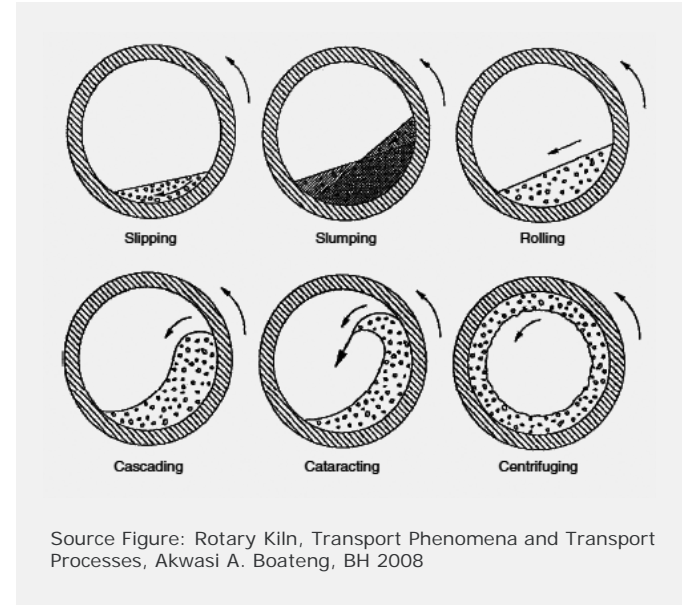 Slipping
Slumping
Rolling
Cascading
Cataracting
Centrifuging
Source Figure: Rotary Kiln, Transport Phenomena and Transport
Processes, Akwasi A. Boateng, BH 2008